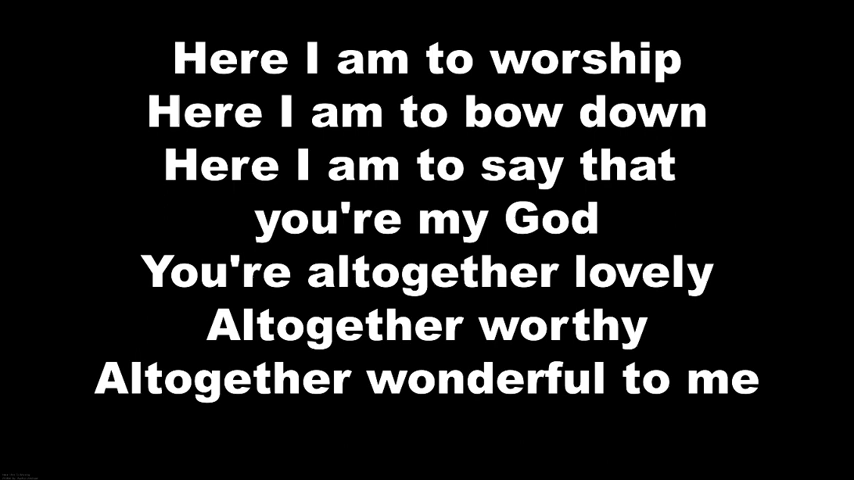 Here I am to worship
Here I am to bow down
Here I am to say that
you're my God
You're altogether lovely
Altogether worthy
Altogether wonderful to me